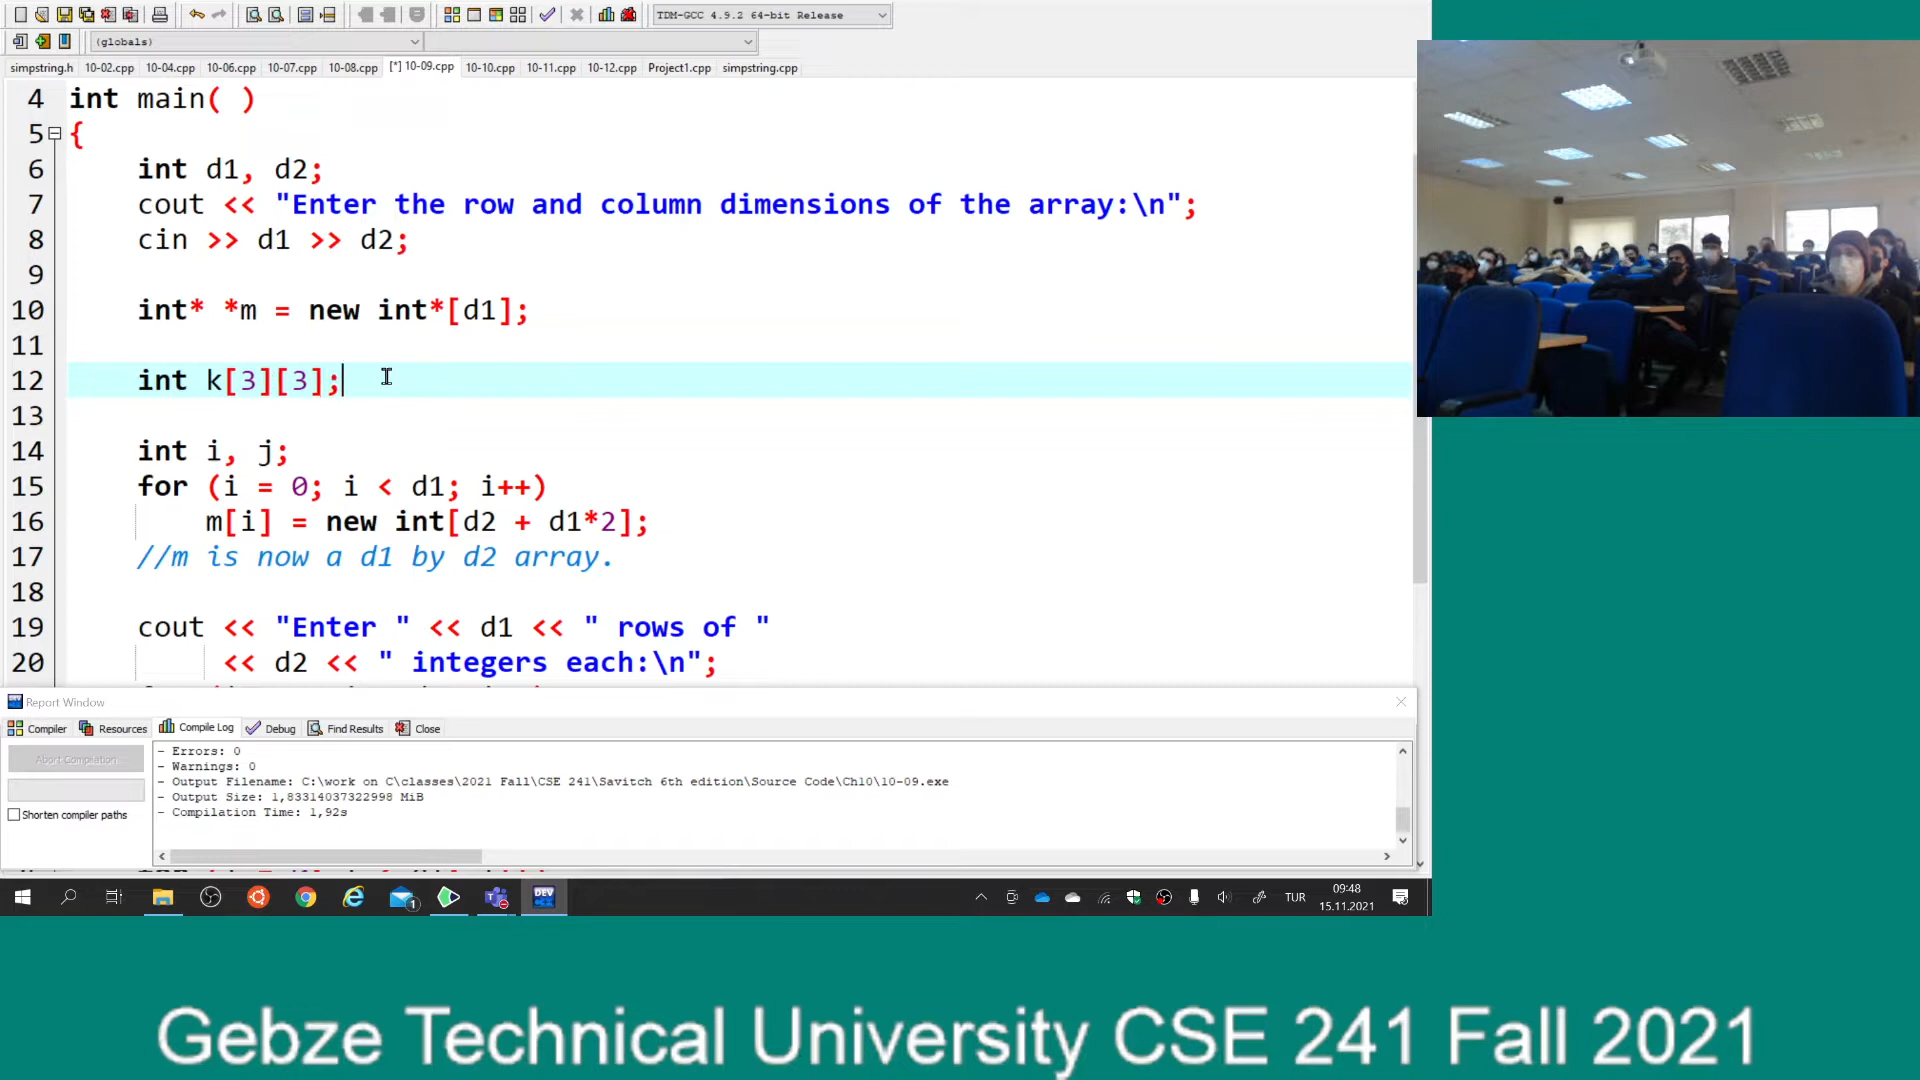 TDM-GCC 4.9.2 64-bit Release
(globals)
simpstring.h 10-02.cpp 10-04.cpp 10-06.cpp 10-07.cpp 10-08.cpp [*] 10-09.cpp 10-10.cpp 10-11.cpp 10-12.cpp Project1.cpp simpstring.cpp
4 int main( )
5 {
6 int d1, d2;
7 cout << "Enter the row and column dimensions of the array:\n";
8 cin >> d1 >> d2;
9
10 int* *m = new int*[d1];
11
12 int k[3][3];
13
14 int i, j;
15 for (i = 0; i < d1; i++)
16 m[i] = new int[d2 + d1*2];
17 //m is now a d1 by d2 array.
18
19 cout << "Enter " << d1 << " rows of "
20 << d2 << " integers each:\n";
Report Window
Compiler Resources Compile Log Debug Find Results Close
Abort Compilation
Shorten compiler paths
- Errors: 0
- Warnings: 0
- Output Filename: C:\work on C\classes\2021 Fall\CSE 241\Savitch 6th edition\Source Code\Ch10\10-09.exe
- Output Size: 1,83314037322998 MiB
- Compilation Time: 1,92s
1
DEV
TUR
09:48
15.11.2021
Gebze Technical University CSE 241 Fall 2021